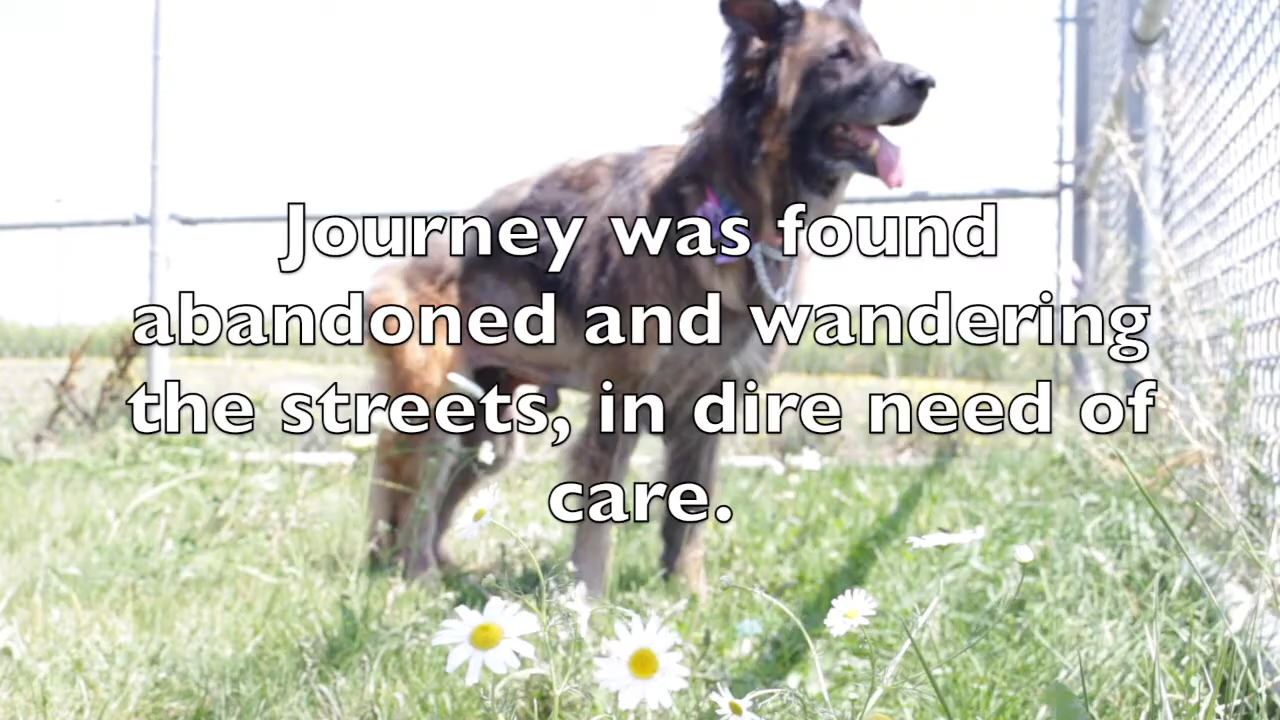 Journey was found
abandoned and wandering
the streets, in dire need of
care.